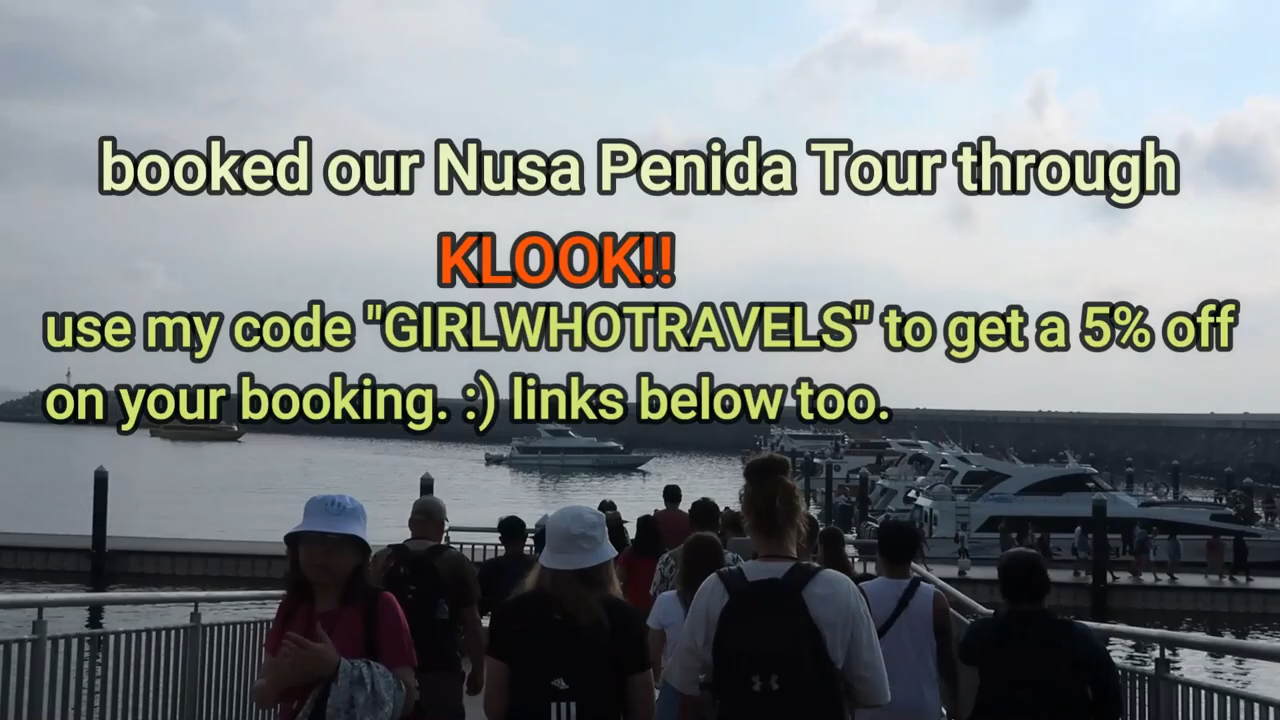 booked our Nusa Penida Tour through
KLOOK!!
use my code "GIRLWHOTRAVELS" to get a 5% off
on your booking. :) links below too.